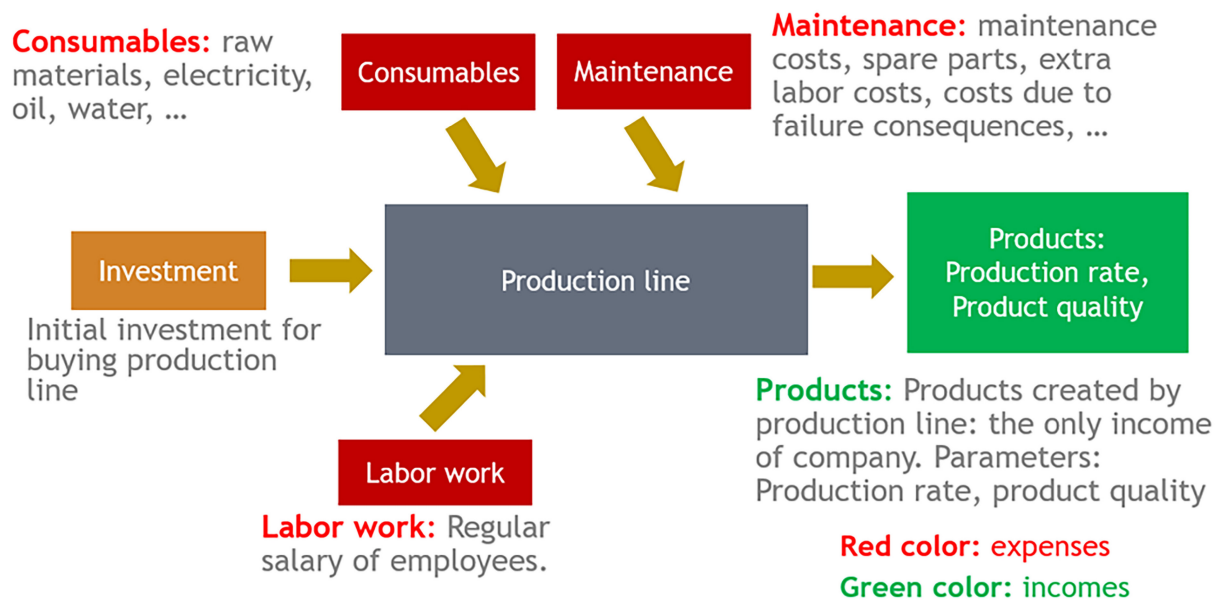 Consumables: raw
materials, electricity,
oil, water, ...
Consumables
Maintenance
Maintenance: maintenance
costs, spare parts, extra
labor costs, costs due to
failure consequences, ...
Investment
Initial investment for
buying production
line
Production line
Products:
Production rate,
Product quality
Products: Products created by
production line: the only income
of company. Parameters:
Production rate, product quality
Labor work
Labor work: Regular
salary of employees.
Red color: expenses
Green color: incomes